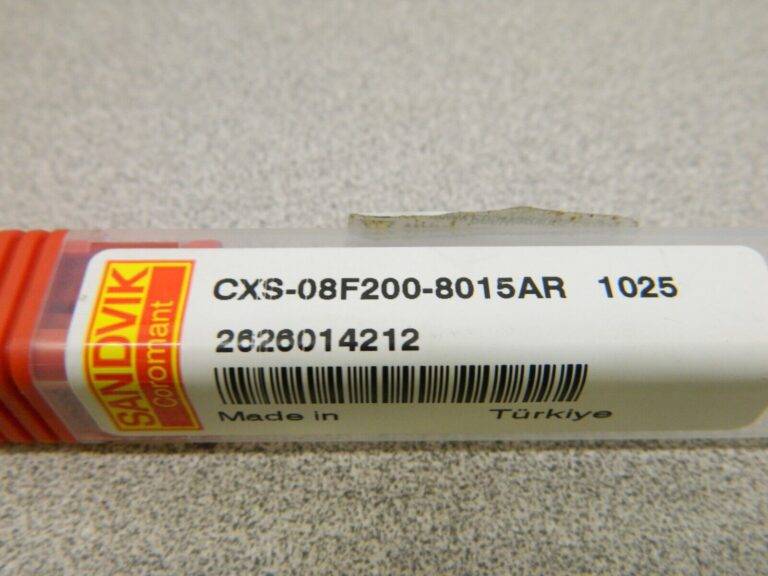 SANDVIK
Coromant
CXS-08F200-8015AR 1025
2626014212
Made in Türkiye